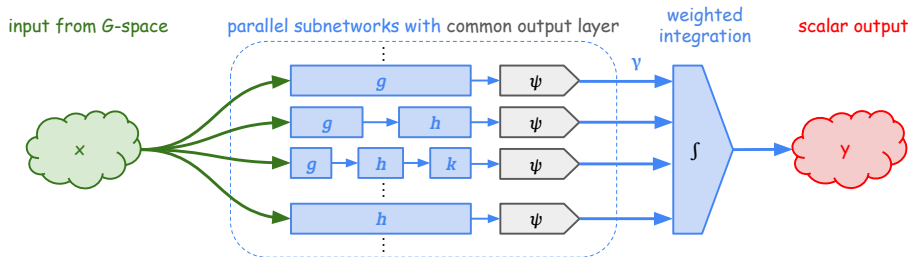 input from G-space
parallel subnetworks with common output layer
weighted
integration
scalar output
γ
g ψ
g h ψ
x
g h k ψ
∫
y
h ψ